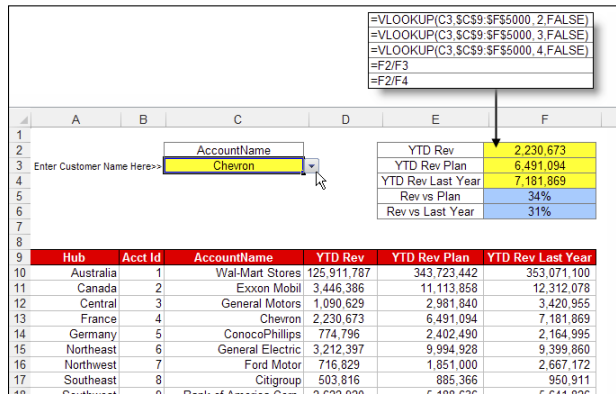 =VLOOKUP(C3,$C$9:$F$5000, 2,FALSE)
=VLOOKUP(C3,$C$9:$F$5000, 3,FALSE)
=VLOOKUP(C3,$C$9:$F$5000, 4,FALSE)
=F2/F3
=F2/F4
A B C D E F
1
2 AccountName YTD Rev 2,230,673
3 Enter Customer Name Here>> Chevron YTD Rev Plan 6,491,094
4 YTD Rev Last Year 7,181,869
5 Rev vs Plan 34%
6 Rev vs Last Year 31%
7
8
9 Hub Acct Id AccountName YTD Rev YTD Rev Plan YTD Rev Last Year
10 Australia 1 Wal-Mart Stores 125,911,787 343,723,442 353,071,100
11 Canada 2 Exxon Mobil 3,446,386 11,113,858 12,312,078
12 Central 3 General Motors 1,090,629 2,981,840 3,420,955
13 France 4 Chevron 2,230,673 6,491,094 7,181,869
14 Germany 5 ConocoPhillips 774,796 2,402,490 2,164,995
15 Northeast 6 General Electric 3,212,397 9,994,928 9,399,860
16 Northwest 7 Ford Motor 716,829 1,851,000 2,667,172
17 Southeast 8 Citigroup 503,816 885,366 950,911